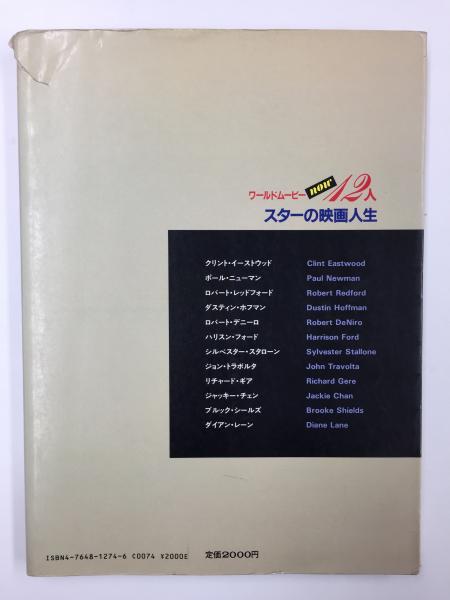 ワールドムービー now 12人
スターの映画人生
クリント・イーストウッド Clint Eastwood
ポール・ニューマン Paul Newman
ロバート・レッドフォード Robert Redford
ダスティン・ホフマン Dustin Hoffman
ロバート・デニーロ Robert DeNiro
ハリスン・フォード Harrison Ford
シルベスター・スタローン Sylvester Stallone
ジョン・トラボルタ John Travolta
リチャード・ギア Richard Gere
ジャッキー・チェン Jackie Chan
ブルック・シールズ Brooke Shields
ダイアン・レーン Diane Lane
ISBN4-7648-1274-6 C0074 ¥2000E 定価2000円